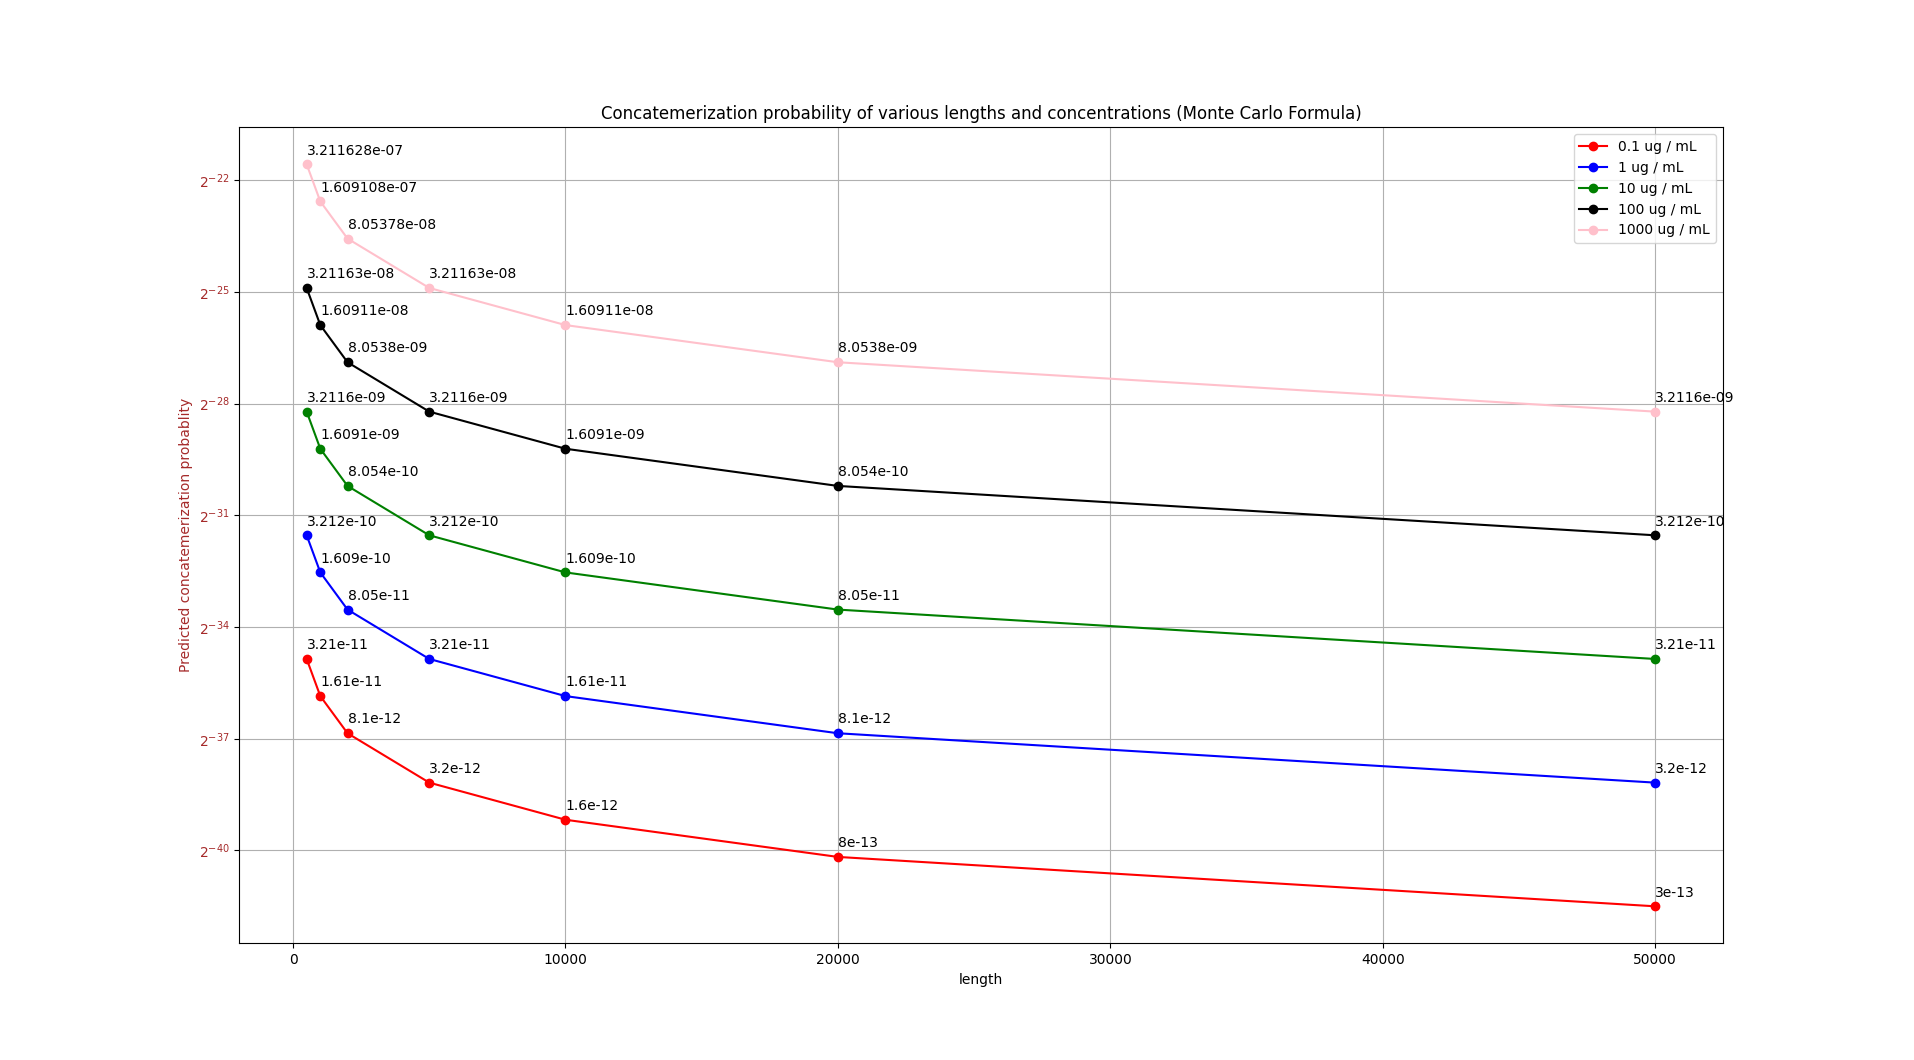 Concatemerization probability of various lengths and concentrations (Monte Carlo Formula)
0.1 ug / mL
1 ug / mL
10 ug / mL
100 ug / mL
1000 ug / mL
3.211628e-07
1.609108e-07
8.05378e-08
3.21163e-08
1.60911e-08
8.0538e-09
3.2116e-09
3.21163e-08
1.60911e-08
8.0538e-09
3.2116e-09
1.6091e-09
8.054e-10
3.212e-10
3.2116e-09
1.6091e-09
8.054e-10
3.212e-10
1.609e-10
8.05e-11
3.21e-11
3.212e-10
1.609e-10
8.05e-11
3.21e-11
1.61e-11
8.1e-12
3.2e-12
3.21e-11
1.61e-11
8.1e-12
3.2e-12
1.6e-12
8e-13
3e-13
2⁻²²
2⁻²⁵
2⁻²⁸
2⁻³¹
2⁻³⁴
2⁻³⁷
2⁻⁴⁰
Predicted concatemerization probablity
0 10000 20000 30000 40000 50000
length